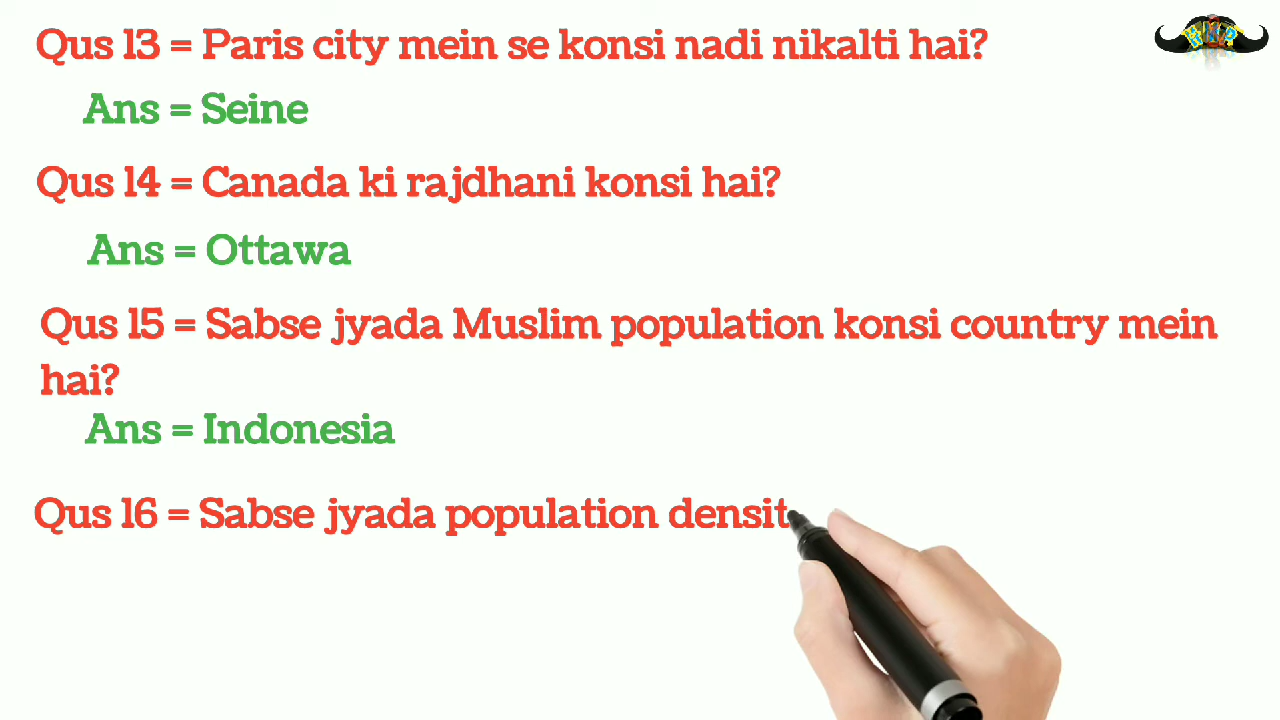 Qus 13 = Paris city mein se konsi nadi nikalti hai?
Ans = Seine
Qus 14 = Canada ki rajdhani konsi hai?
Ans = Ottawa
Qus 15 = Sabse jyada Muslim population konsi country mein
hai?
Ans = Indonesia
Qus 16 = Sabse jyada population densit